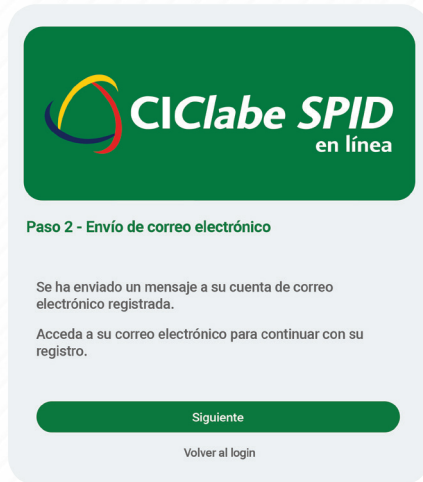 CIClabe SPID
en línea
Paso 2 - Envío de correo electrónico
Se ha enviado un mensaje a su cuenta de correo
electrónico registrada.
Acceda a su correo electrónico para continuar con su
registro.
Siguiente
Volver al login